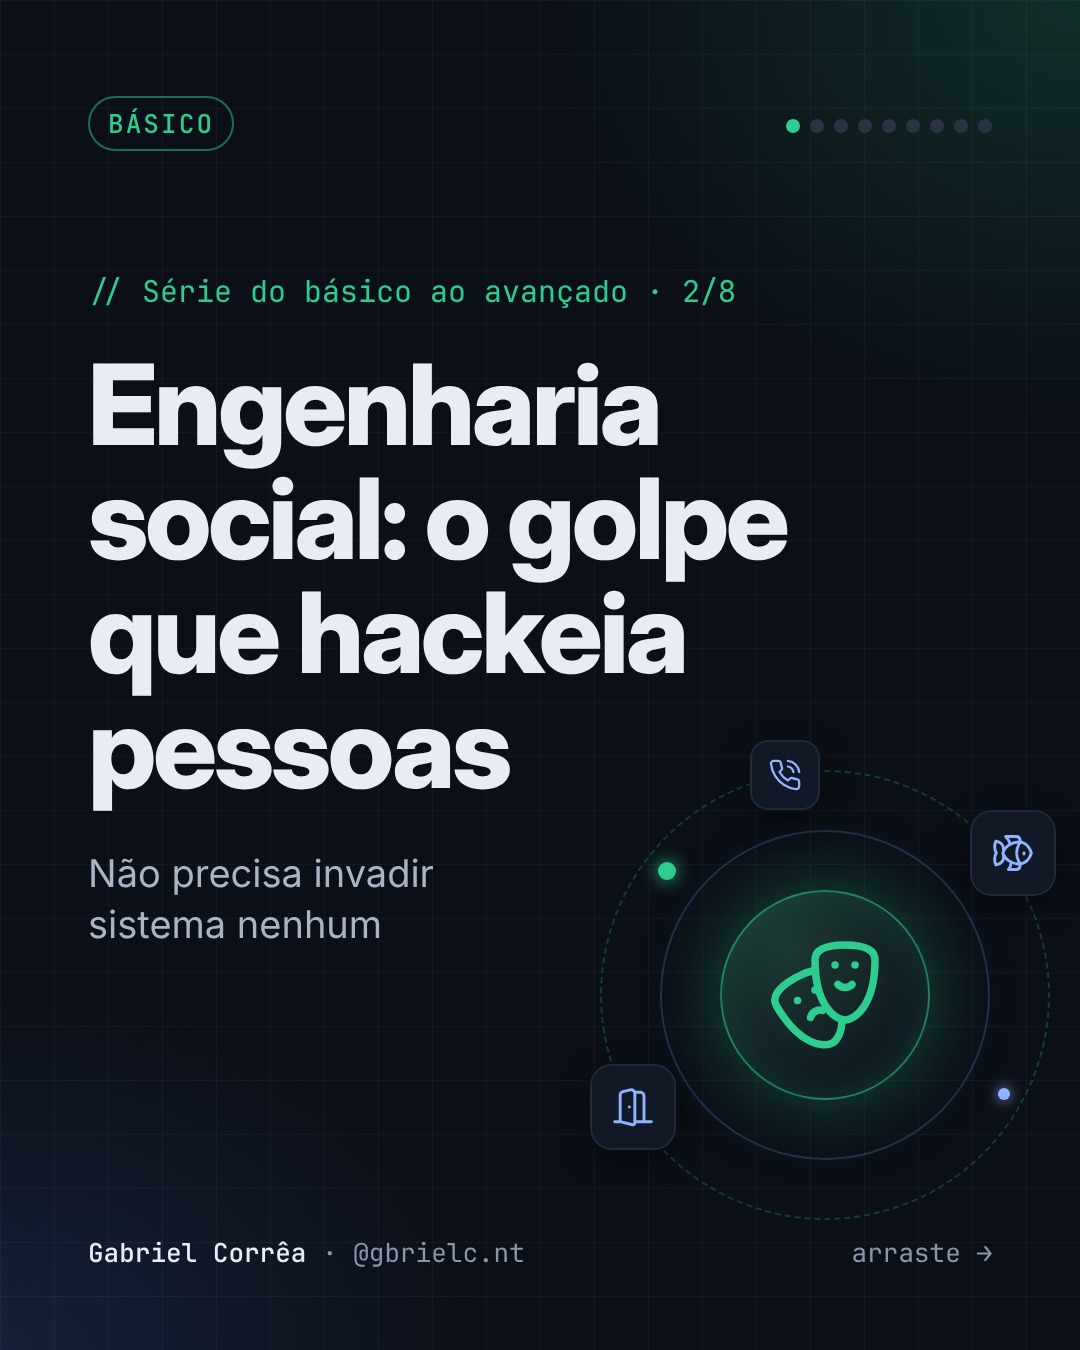 BÁSICO
// Série do básico ao avançado · 2/8
Engenharia
social: o golpe
que hackeia
pessoas
Não precisa invadir
sistema nenhum
Gabriel Corrêa · @gbrielc.nt
arraste →